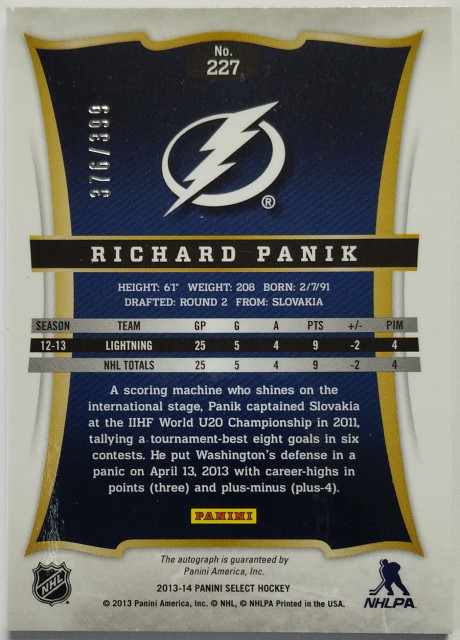 No.
227
376/399
®
RICHARD PANIK
HEIGHT: 6'1" WEIGHT: 208 BORN: 2/7/91
DRAFTED: ROUND 2 FROM: SLOVAKIA
SEASON TEAM GP G A PTS +/- PIM
12-13 LIGHTNING 25 5 4 9 -2 4
NHL TOTALS 25 5 4 9 -2 4
A scoring machine who shines on the
international stage, Panik captained Slovakia
at the IIHF World U20 Championship in 2011,
tallying a tournament-best eight goals in six
contests. He put Washington's defense in a
panic on April 13, 2013 with career-highs in
points (three) and plus-minus (plus-4).
PANINI
The autograph is guaranteed by
Panini America, Inc.
2013-14 PANINI SELECT HOCKEY
© 2013 Panini America, Inc. © NHL, © NHLPA Printed in the USA.
NHL
NHLPA